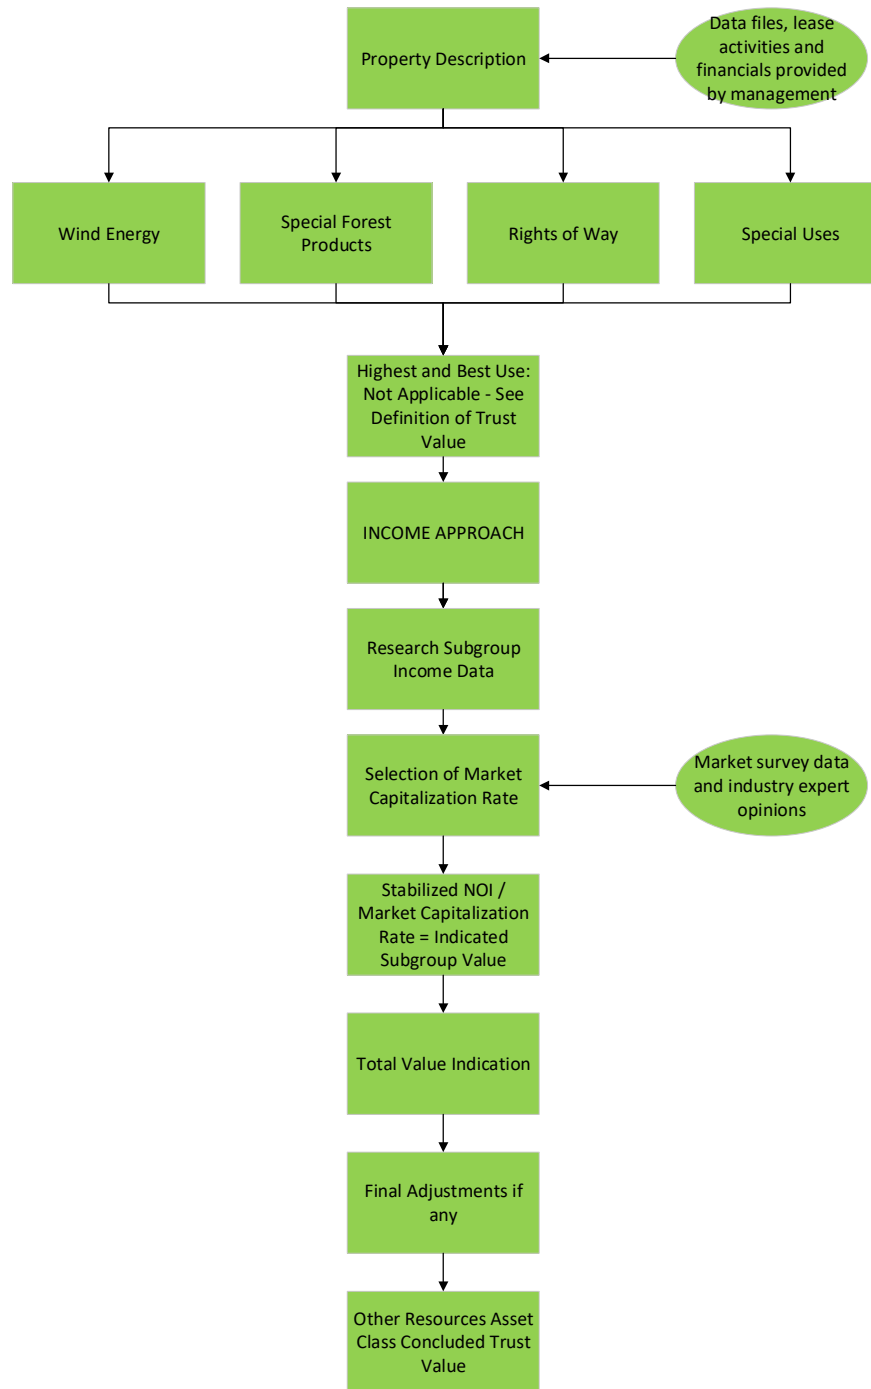 Property Description
Data files, lease
activities and
financials provided
by management
Wind Energy
Special Forest
Products
Rights of Way
Special Uses
Highest and Best Use:
Not Applicable - See
Definition of Trust
Value
INCOME APPROACH
Research Subgroup
Income Data
Selection of Market
Capitalization Rate
Market survey data
and industry expert
opinions
Stabilized NOI /
Market Capitalization
Rate = Indicated
Subgroup Value
Total Value Indication
Final Adjustments if
any
Other Resources Asset
Class Concluded Trust
Value